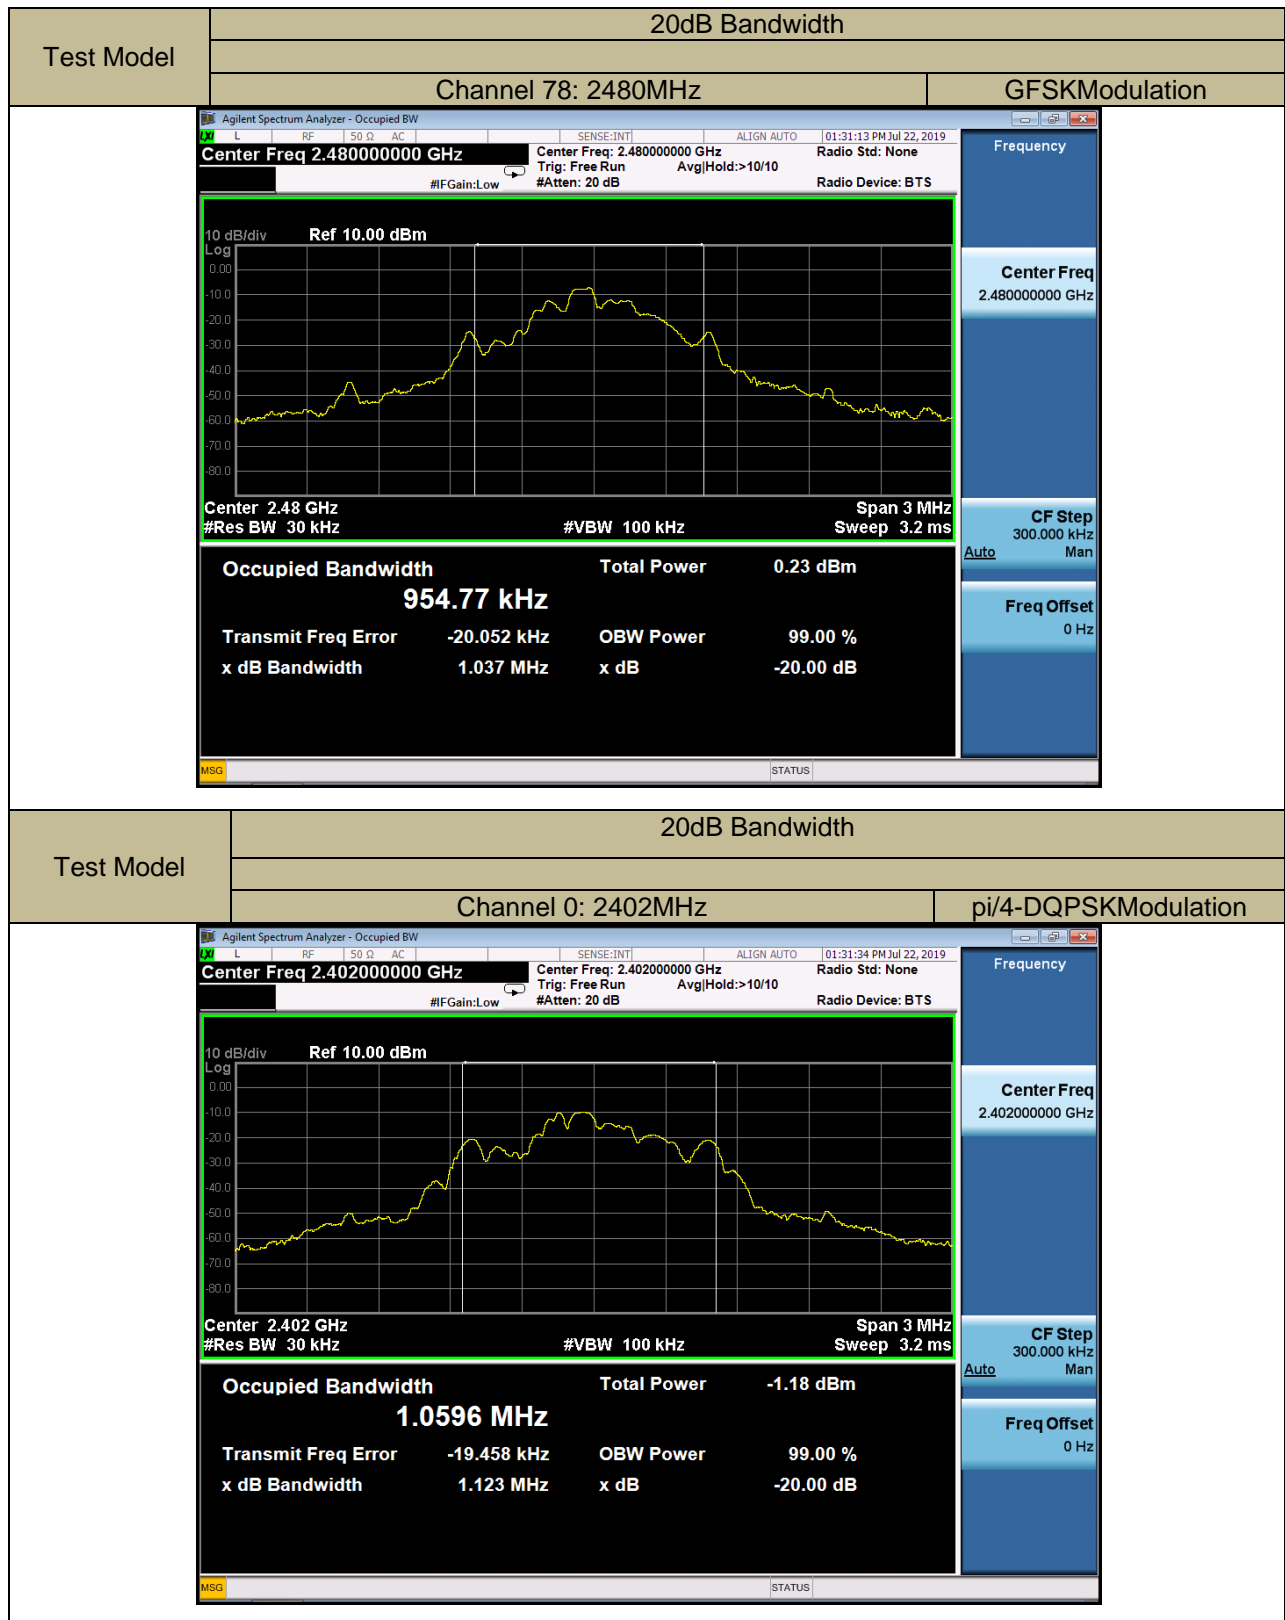 Test Model
20dB Bandwidth
Channel 78: 2480MHz GFSKModulation
Agilent Spectrum Analyzer - Occupied BW
LXI L RF 50 Ω AC SENSE:INT ALIGN AUTO 01:31:13 PM Jul 22, 2019
Center Freq 2.480000000 GHz
Center Freq: 2.480000000 GHz
Radio Std: None
Trig: Free Run Avg|Hold:>10/10
#IFGain:Low
#Atten: 20 dB
Radio Device: BTS
Frequency
10 dB/div Ref 10.00 dBm
Log
0.00
-10.0
-20.0
-30.0
-40.0
-50.0
-60.0
-70.0
-80.0
Center 2.48 GHz Span 3 MHz
#Res BW 30 kHz #VBW 100 kHz Sweep 3.2 ms
Occupied Bandwidth Total Power 0.23 dBm
954.77 kHz
Transmit Freq Error -20.052 kHz OBW Power 99.00 %
x dB Bandwidth 1.037 MHz x dB -20.00 dB
Center Freq
2.480000000 GHz
CF Step
300.000 kHz
Auto Man
Freq Offset
0 Hz
MSG STATUS
Test Model
20dB Bandwidth
Channel 0: 2402MHz pi/4-DQPSKModulation
Agilent Spectrum Analyzer - Occupied BW
LXI L RF 50 Ω AC SENSE:INT ALIGN AUTO 01:31:34 PM Jul 22, 2019
Center Freq 2.402000000 GHz
Center Freq: 2.402000000 GHz
Radio Std: None
Trig: Free Run Avg|Hold:>10/10
#IFGain:Low
#Atten: 20 dB
Radio Device: BTS
Frequency
10 dB/div Ref 10.00 dBm
Log
0.00
-10.0
-20.0
-30.0
-40.0
-50.0
-60.0
-70.0
-80.0
Center 2.402 GHz Span 3 MHz
#Res BW 30 kHz #VBW 100 kHz Sweep 3.2 ms
Occupied Bandwidth Total Power -1.18 dBm
1.0596 MHz
Transmit Freq Error -19.458 kHz OBW Power 99.00 %
x dB Bandwidth 1.123 MHz x dB -20.00 dB
Center Freq
2.402000000 GHz
CF Step
300.000 kHz
Auto Man
Freq Offset
0 Hz
MSG STATUS